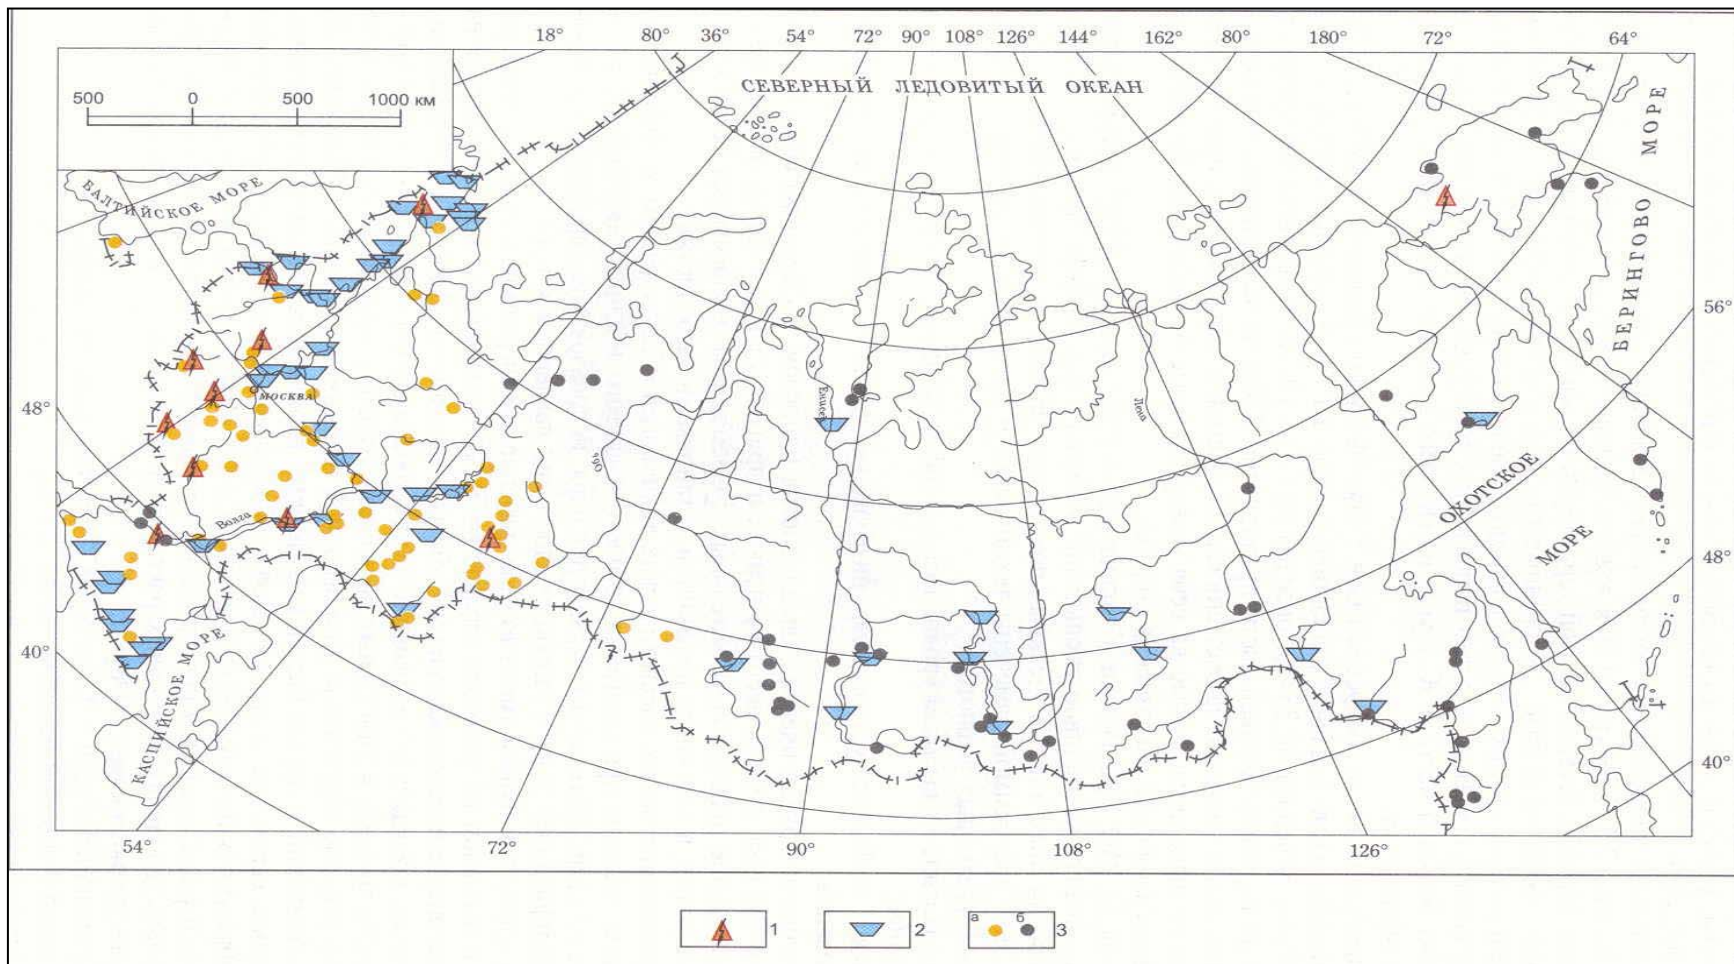 18° 80° 36° 54° 72° 90° 108° 126° 144° 162° 80° 180° 72° 64°
СЕВЕРНЫЙ ЛЕДОВИТЫЙ ОКЕАН
500 0 500 1000 км
БАЛТИЙСКОЕ МОРЕ
БЕРИНГОВО МОРЕ
56°
48°
МОСКВА
Енисей
Лена
Обь
Волга
ОХОТСКОЕ
МОРЕ
48°
40°
КАСПИЙСКОЕ МОРЕ
40°
54° 72° 90° 108° 126°
1
2
а б 3